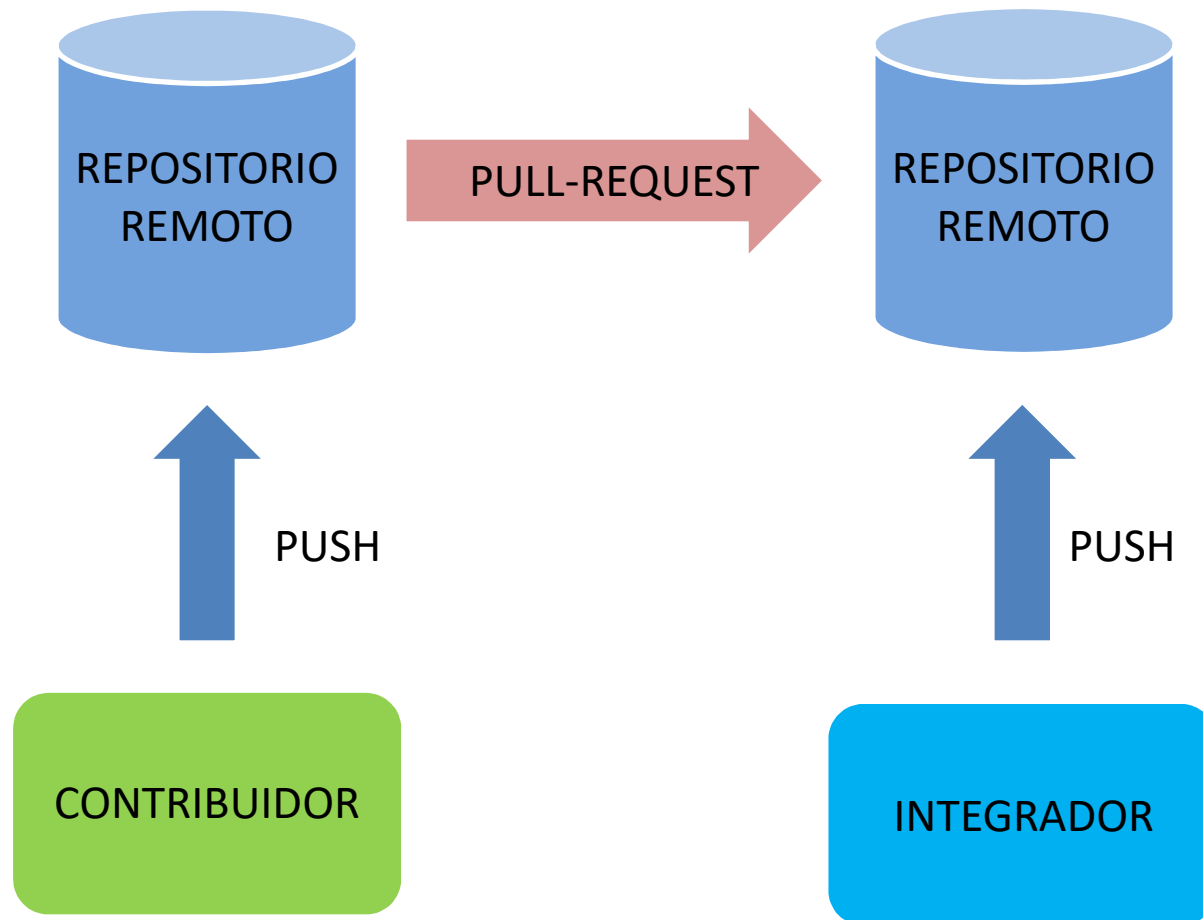 REPOSITORIO
REMOTO
PULL-REQUEST
REPOSITORIO
REMOTO
PUSH
PUSH
CONTRIBUIDOR
INTEGRADOR